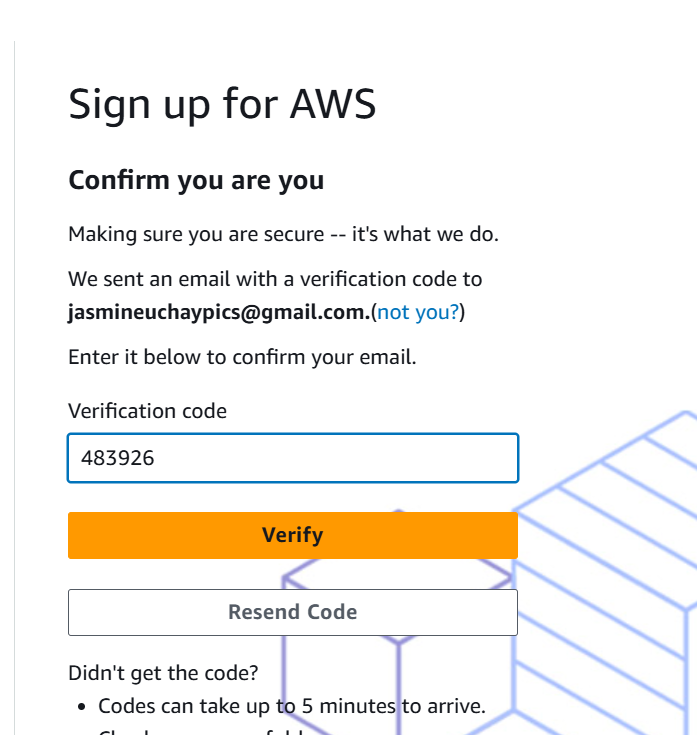 Sign up for AWS
Confirm you are you
Making sure you are secure -- it's what we do.
We sent an email with a verification code to
jasmineuchaypics@gmail.com.(not you?)
Enter it below to confirm your email.
Verification code
483926
Verify
Resend Code
Didn't get the code?
• Codes can take up to 5 minutes to arrive.